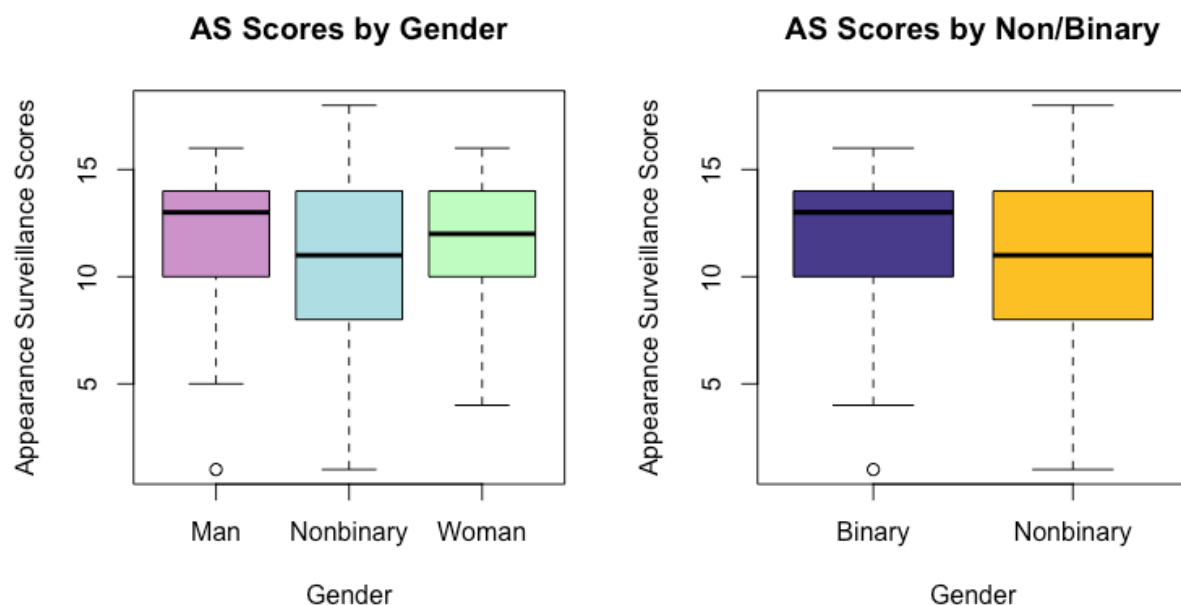 AS Scores by Gender
Appearance Surveillance Scores
15
10
5
Man Nonbinary Woman
Gender
AS Scores by Non/Binary
Appearance Surveillance Scores
15
10
5
Binary Nonbinary
Gender